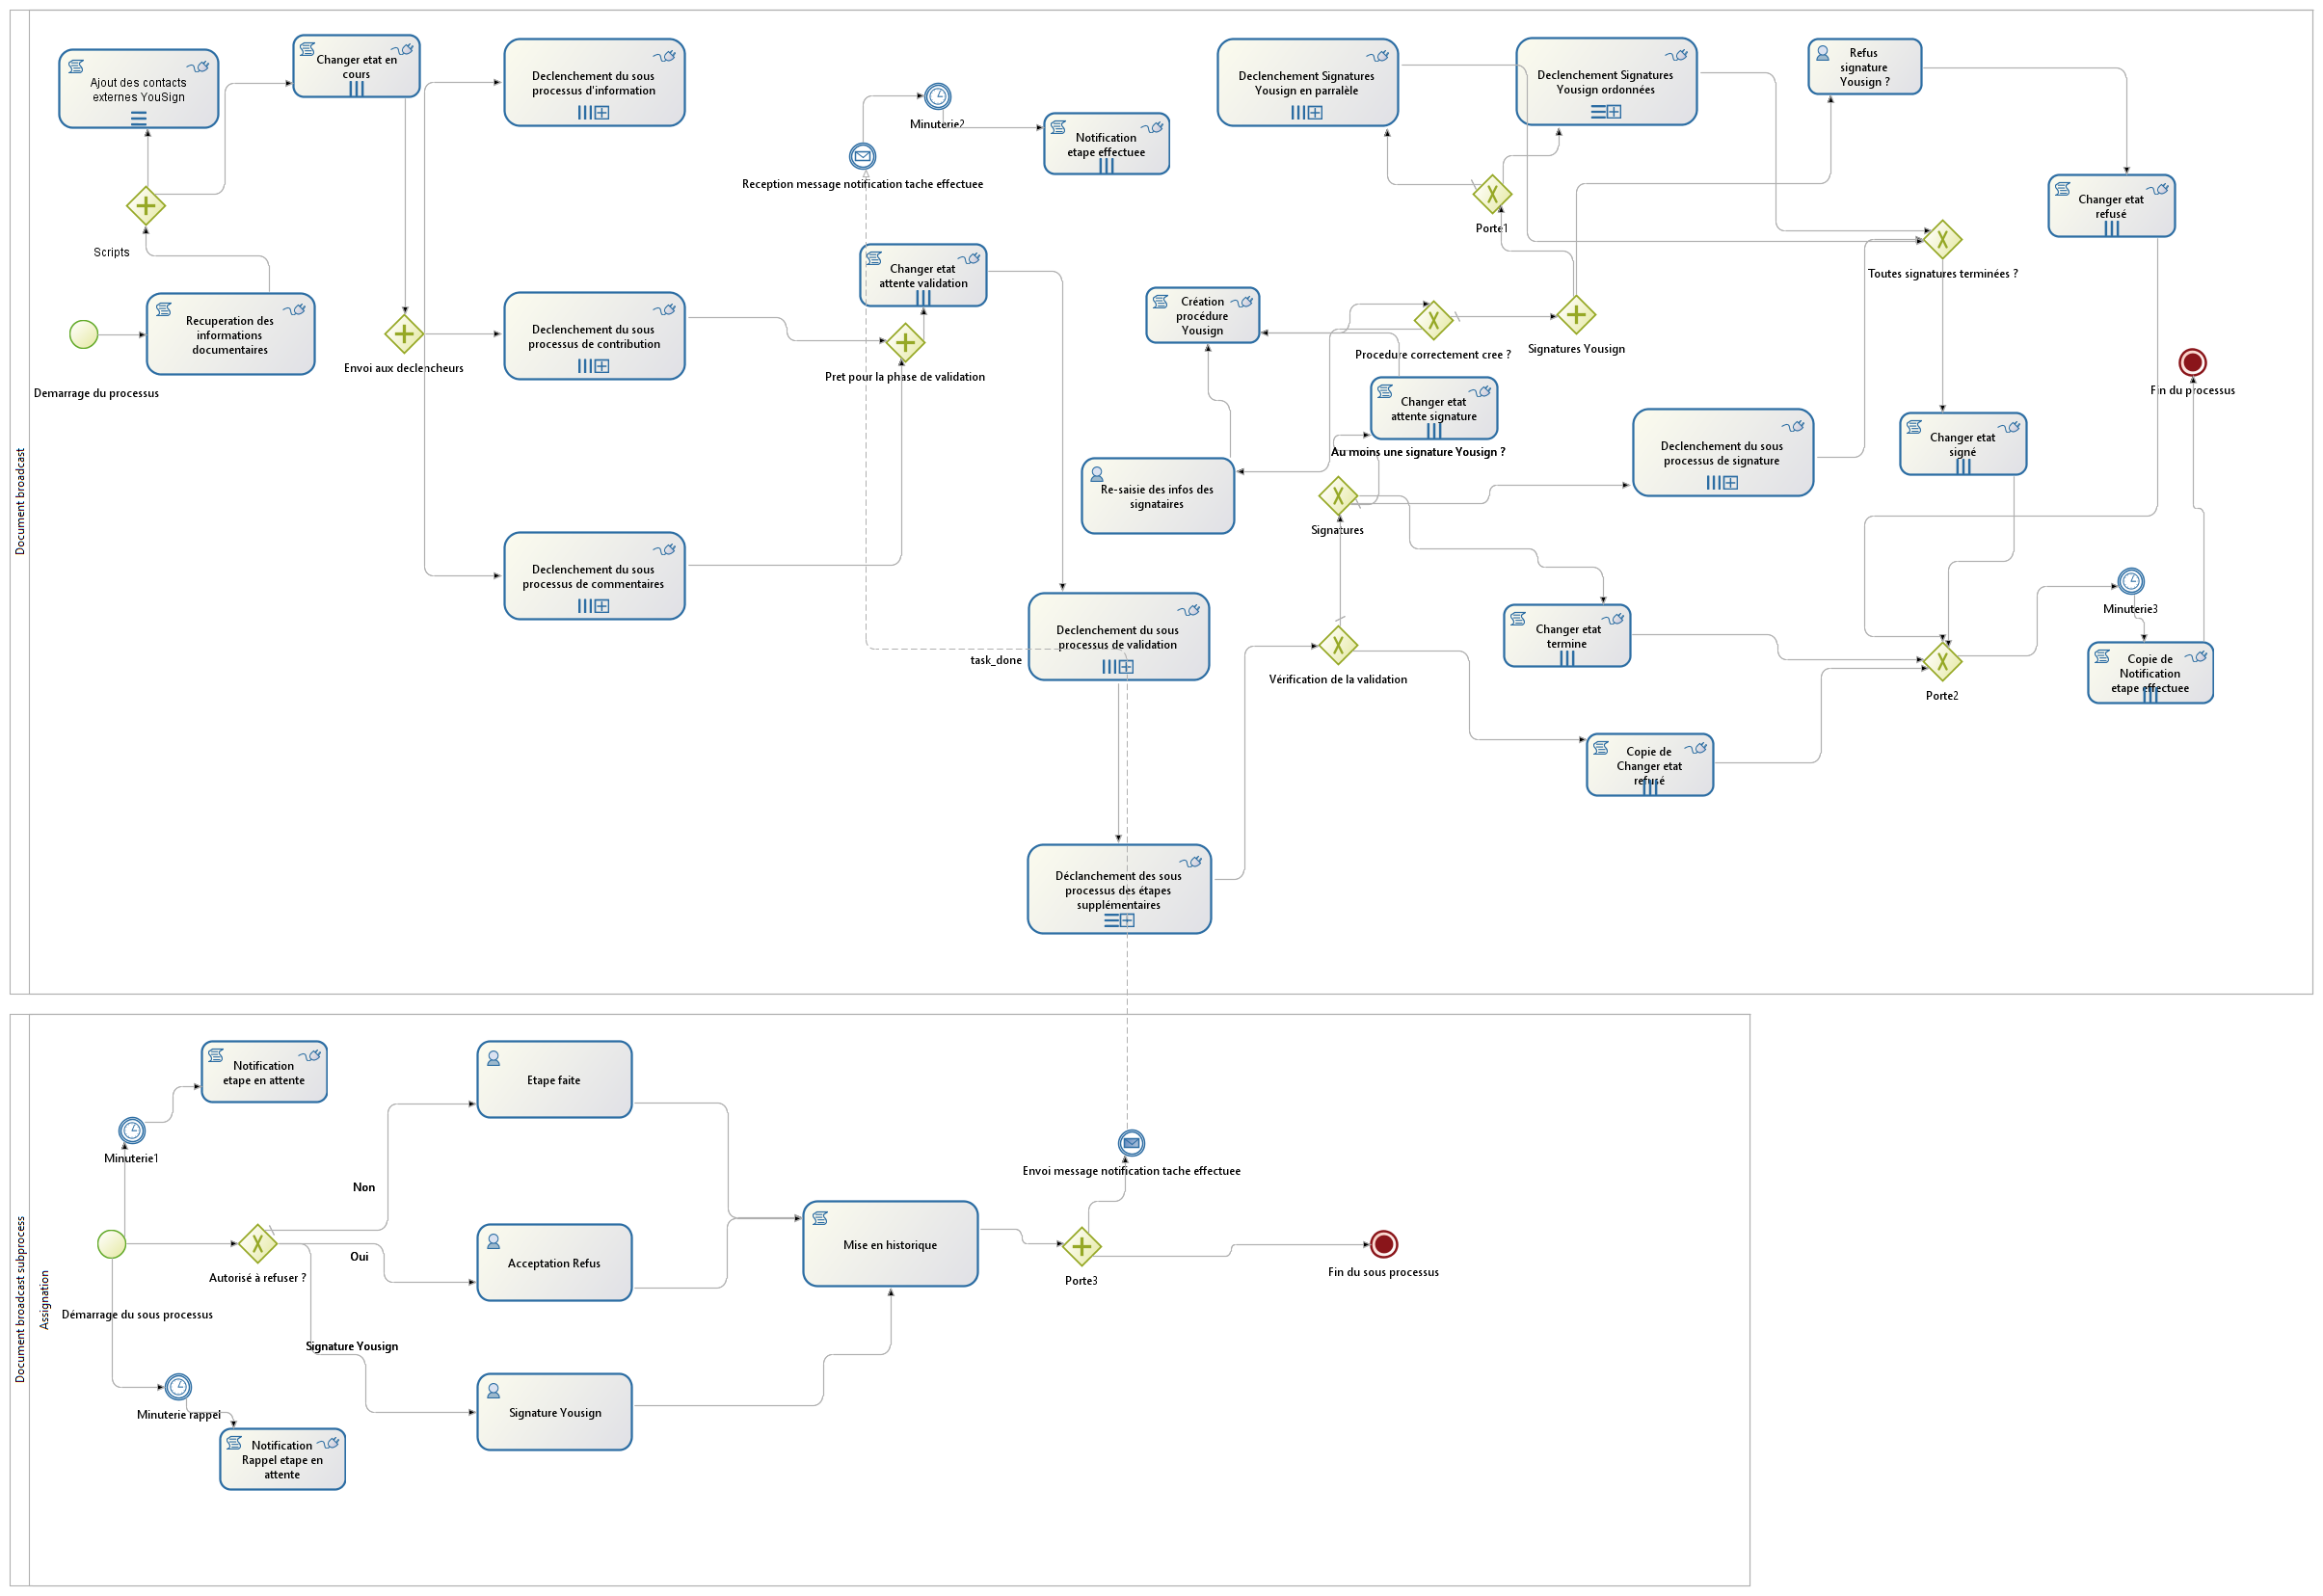 Document broadcast
Ajout des contacts
externes YouSign
Changer etat en
cours
Declenchement du sous
processus d'information
Minuterie2
Notification
etape effectuee
Reception message notification tache effectuee
Declenchement Signatures
Yousign en parralèle
Declenchement Signatures
Yousign ordonnées
Refus
signature
Yousign ?
Porte1
Changer etat
refusé
Toutes signatures terminées ?
Scripts
Recuperation des
informations
documentaires
Demarrage du processus
Envoi aux declencheurs
Declenchement du sous
processus de contribution
Changer etat
attente validation
Pret pour la phase de validation
Création
procédure
Yousign
Procedure correctement cree ?
Signatures Yousign
Changer etat
attente signature
Au moins une signature Yousign ?
Fin du processus
Re-saisie des infos des
signataires
Signatures
Declenchement du sous
processus de signature
Changer etat
signé
Declenchement du sous
processus de commentaires
Declenchement du sous
processus de validation
task_done
Vérification de la validation
Changer etat
termine
Copie de
Changer etat
refusé
Porte2
Minuterie3
Copie de
Notification
etape effectuee
Déclanchement des sous
processus des étapes
supplémentaires
Document broadcast subprocess
Assignation
Notification
etape en attente
Minuterie1
Etape faite
Non
Oui
Autorisé à refuser ?
Acceptation Refus
Démarrage du sous processus
Signature Yousign
Minuterie rappel
Notification
Rappel etape en
attente
Signature Yousign
Mise en historique
Envoi message notification tache effectuee
Porte3
Fin du sous processus